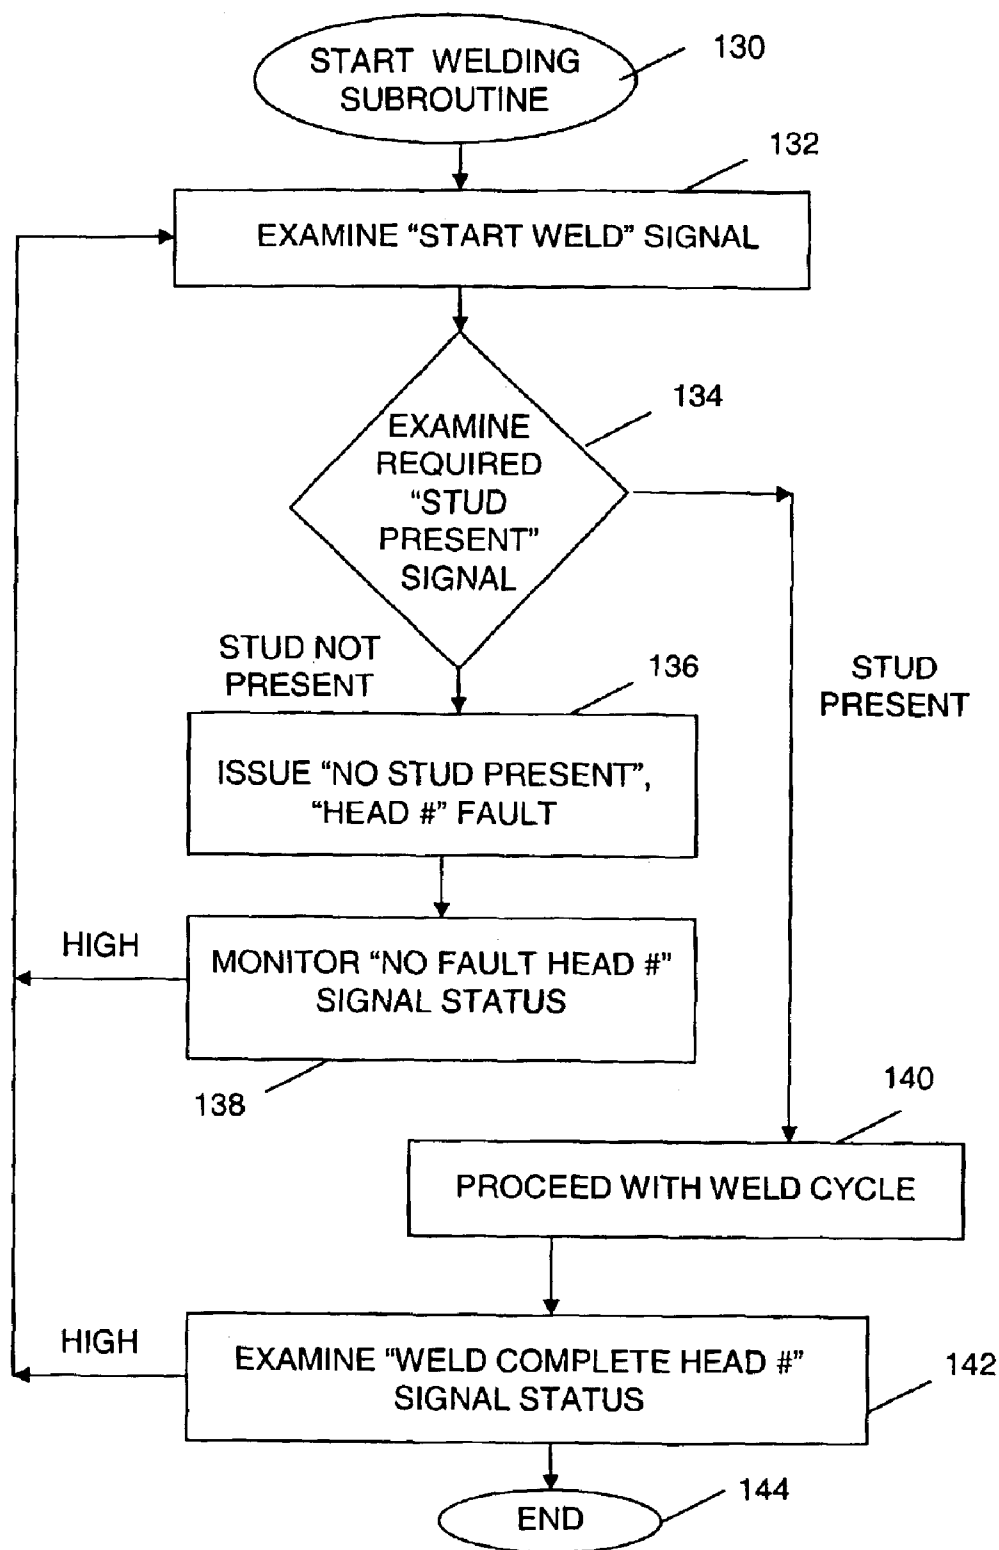 START WELDING
SUBROUTINE
130
132
EXAMINE “START WELD” SIGNAL
134
EXAMINE
REQUIRED
“STUD
PRESENT”
SIGNAL
STUD NOT
PRESENT
136
STUD
PRESENT
ISSUE “NO STUD PRESENT”,
“HEAD #” FAULT
HIGH
MONITOR “NO FAULT HEAD #”
SIGNAL STATUS
138
140
PROCEED WITH WELD CYCLE
HIGH
EXAMINE “WELD COMPLETE HEAD #”
SIGNAL STATUS
142
144
END